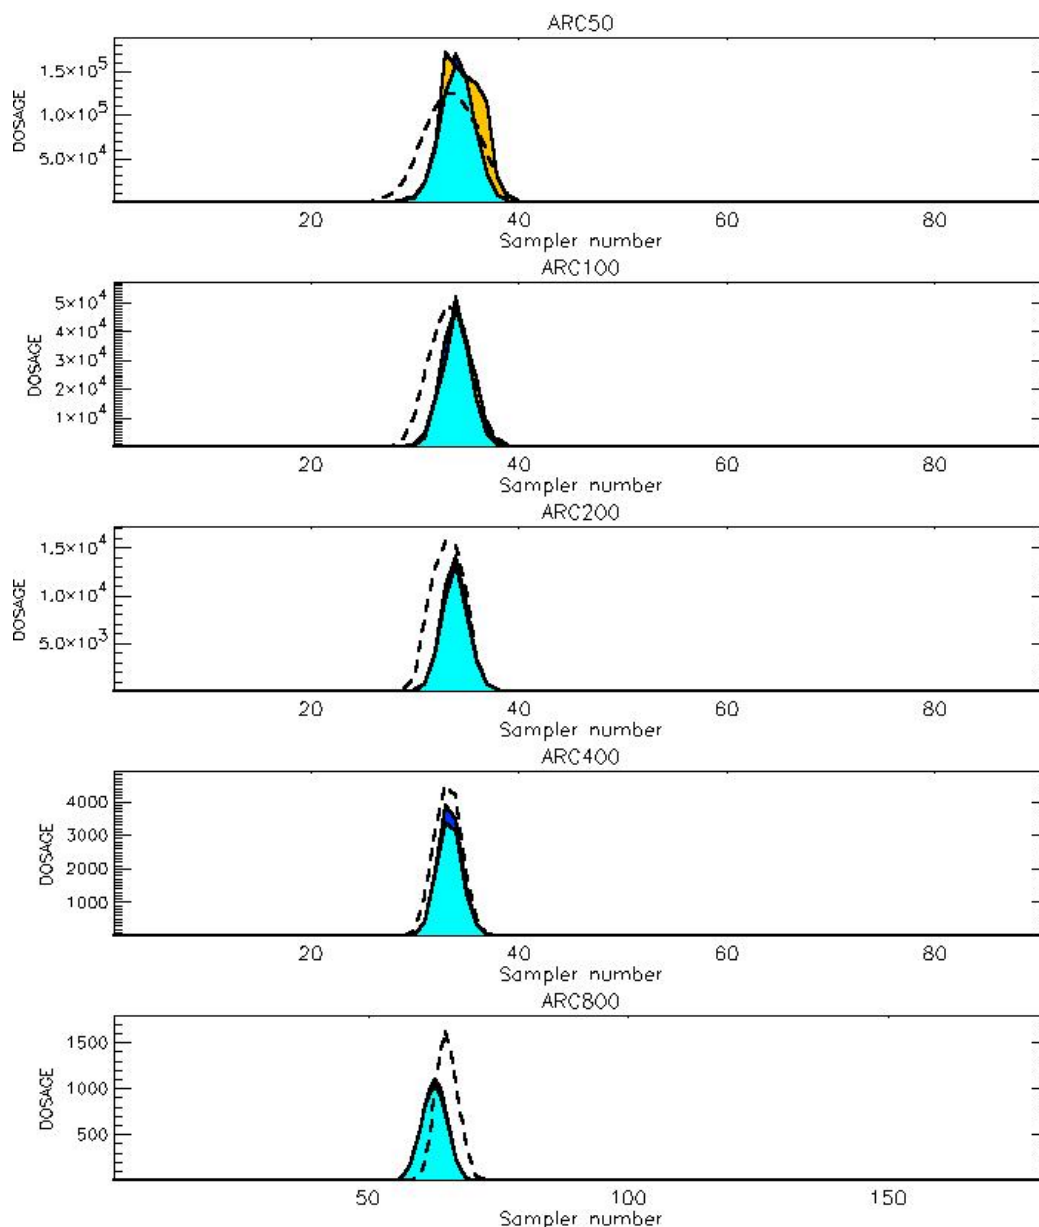 ARC50
1.5×10⁵
1.0×10⁵
5.0×10⁴
DOSAGE
20 40 60 80
Sampler number
ARC100
5×10⁴
4×10⁴
3×10⁴
2×10⁴
1×10⁴
DOSAGE
20 40 60 80
Sampler number
ARC200
1.5×10⁴
1.0×10⁴
5.0×10³
DOSAGE
20 40 60 80
Sampler number
ARC400
4000
3000
2000
1000
DOSAGE
20 40 60 80
Sampler number
ARC800
1500
1000
500
DOSAGE
50 100 150
Sampler number